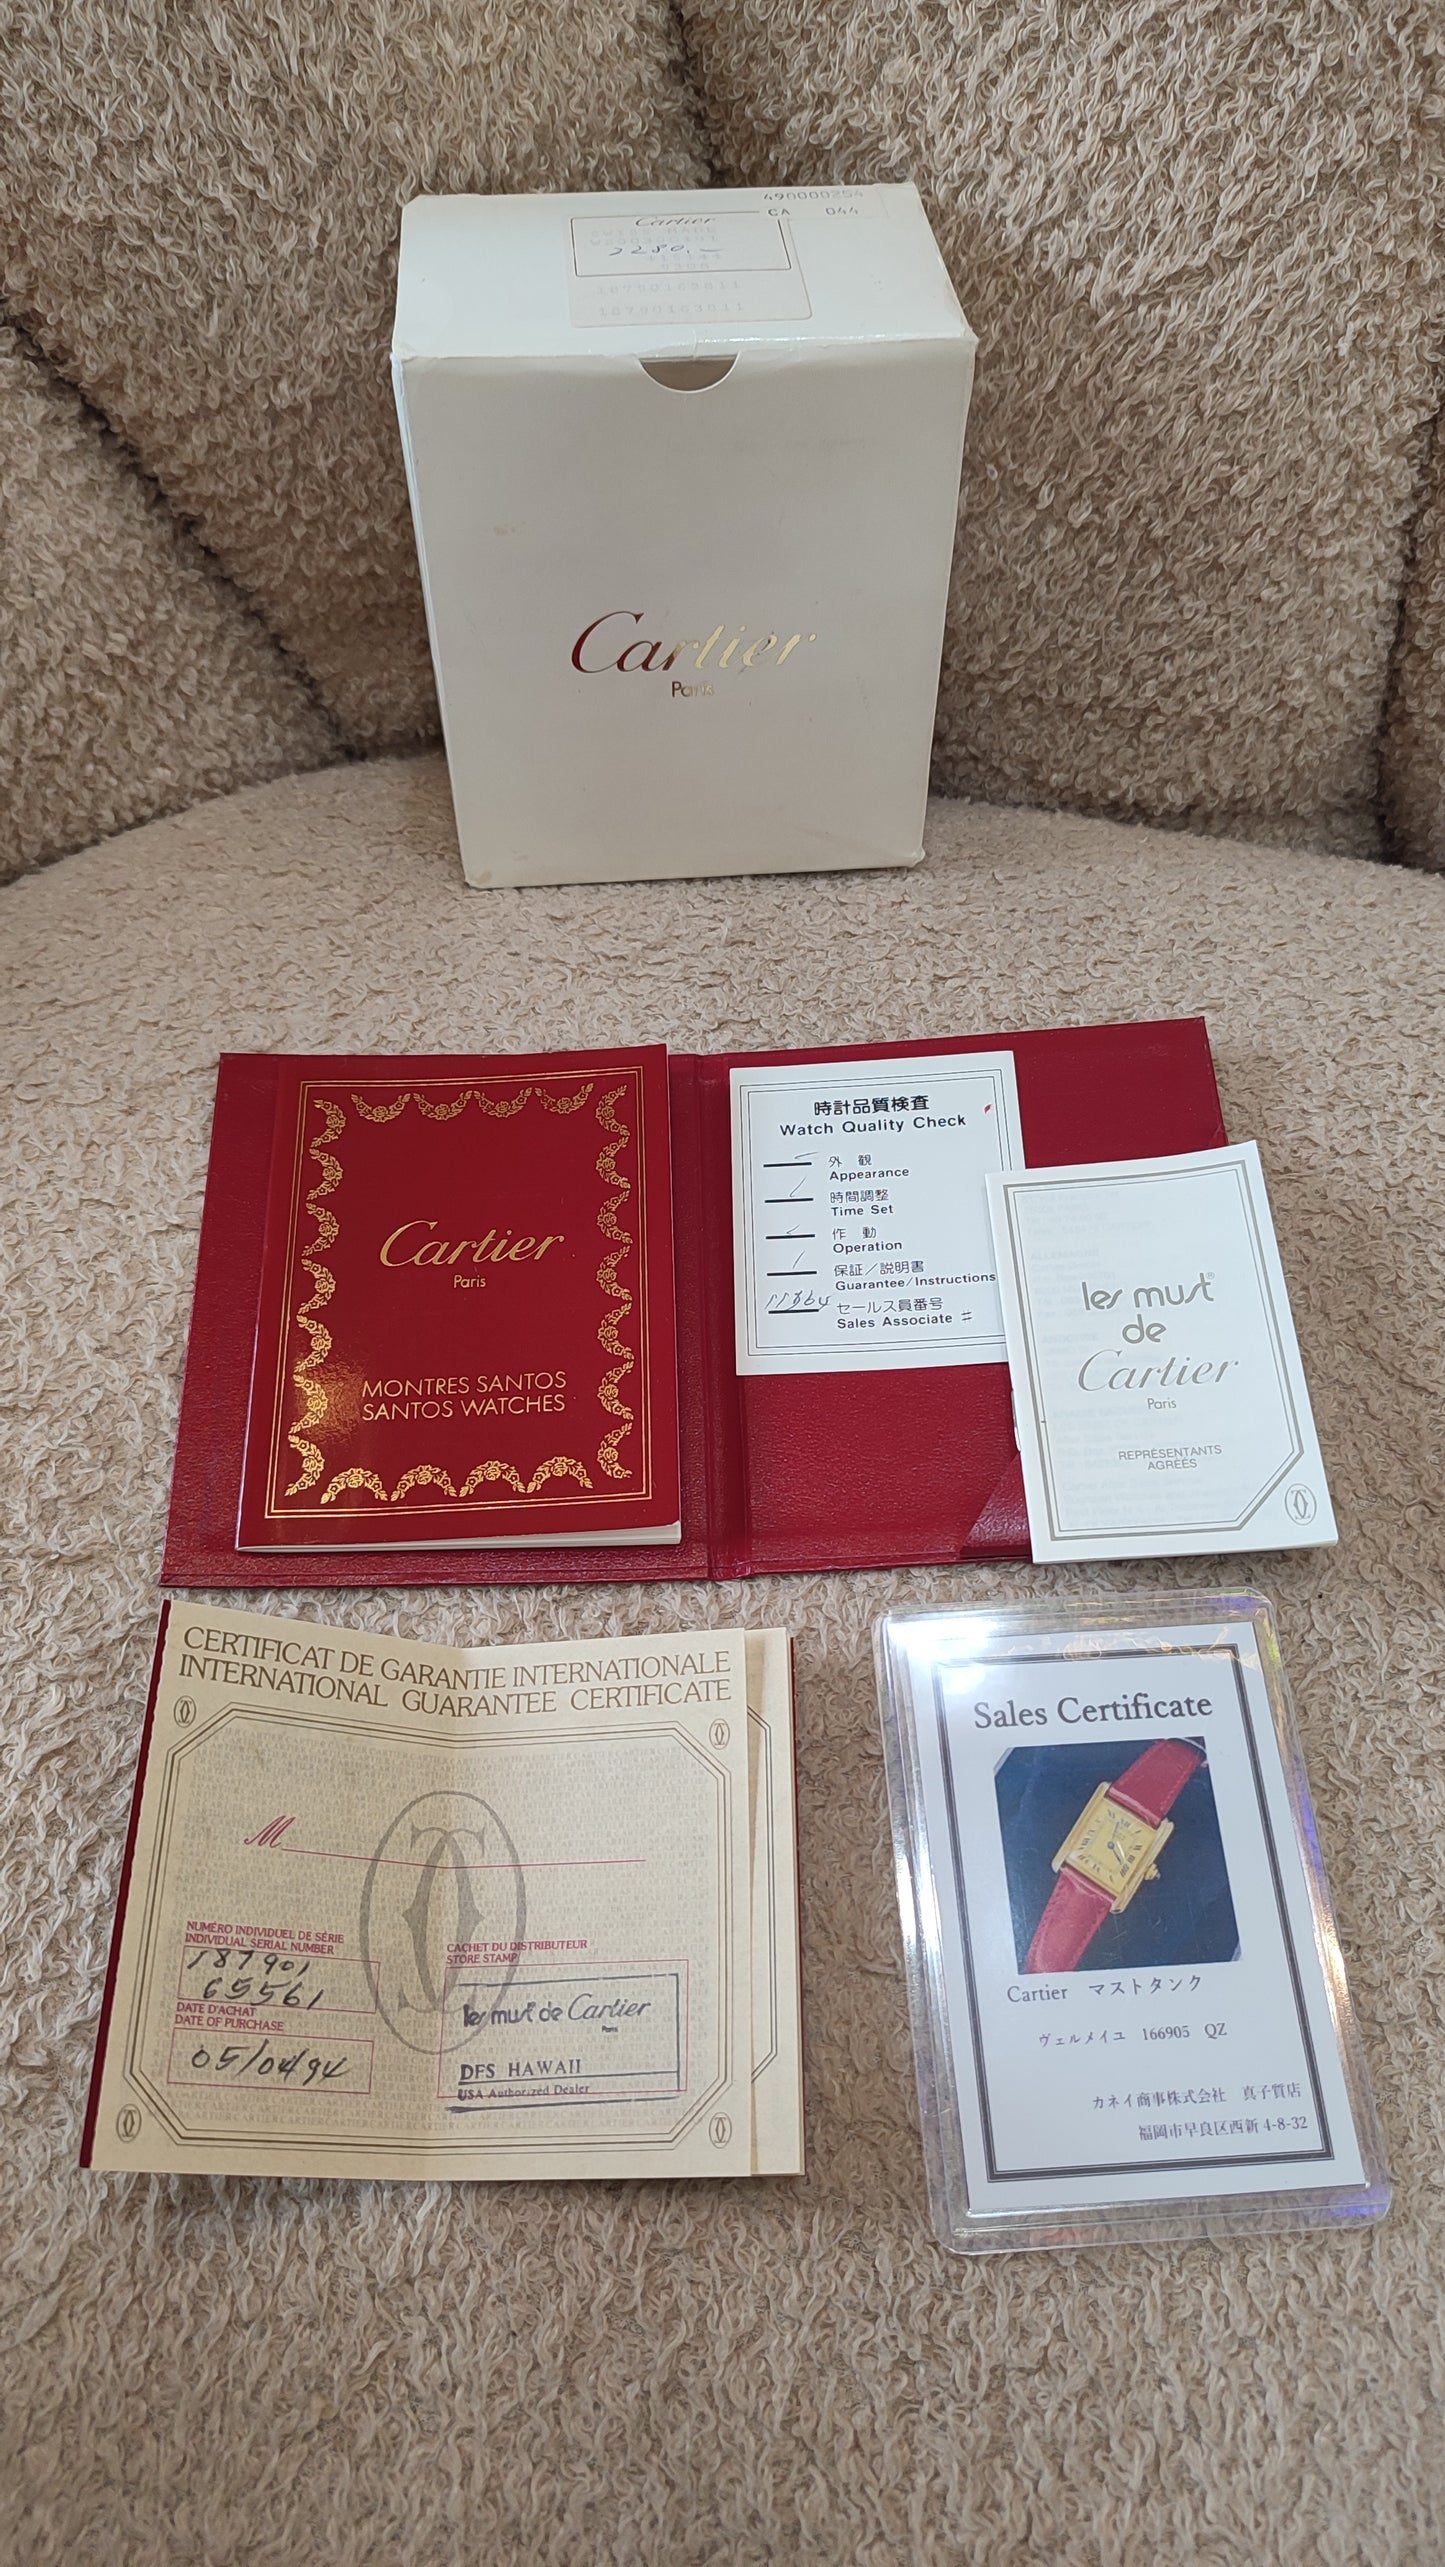 490000254
CA 044
Cartier
SWISS MADE
2280.—
9308
18790163811
18790163811
Cartier
Paris
Cartier
Paris
MONTRES SANTOS
SANTOS WATCHES
時計品質検査
Watch Quality Check
外 観
Appearance
時間調整
Time Set
作 動
Operation
保証／説明書
Guarantee/Instructions
セールス員番号
Sales Associate #
les must®
de
Cartier
Paris
REPRÉSENTANTS
AGRÉÉS
CERTIFICAT DE GARANTIE INTERNATIONALE
INTERNATIONAL GUARANTEE CERTIFICATE
M
NUMÉRO INDIVIDUEL DE SÉRIE
INDIVIDUAL SERIAL NUMBER
187901
65561
DATE D'ACHAT
DATE OF PURCHASE
05/04/94
CACHET DU DISTRIBUTEUR
STORE STAMP
les must de Cartier
Paris
DFS HAWAII
USA Authorized Dealer
Sales Certificate
Cartier マストタンク
ヴェルメイユ 166905 QZ
カネイ商事株式会社 真子質店
福岡市早良区西新 4-8-32